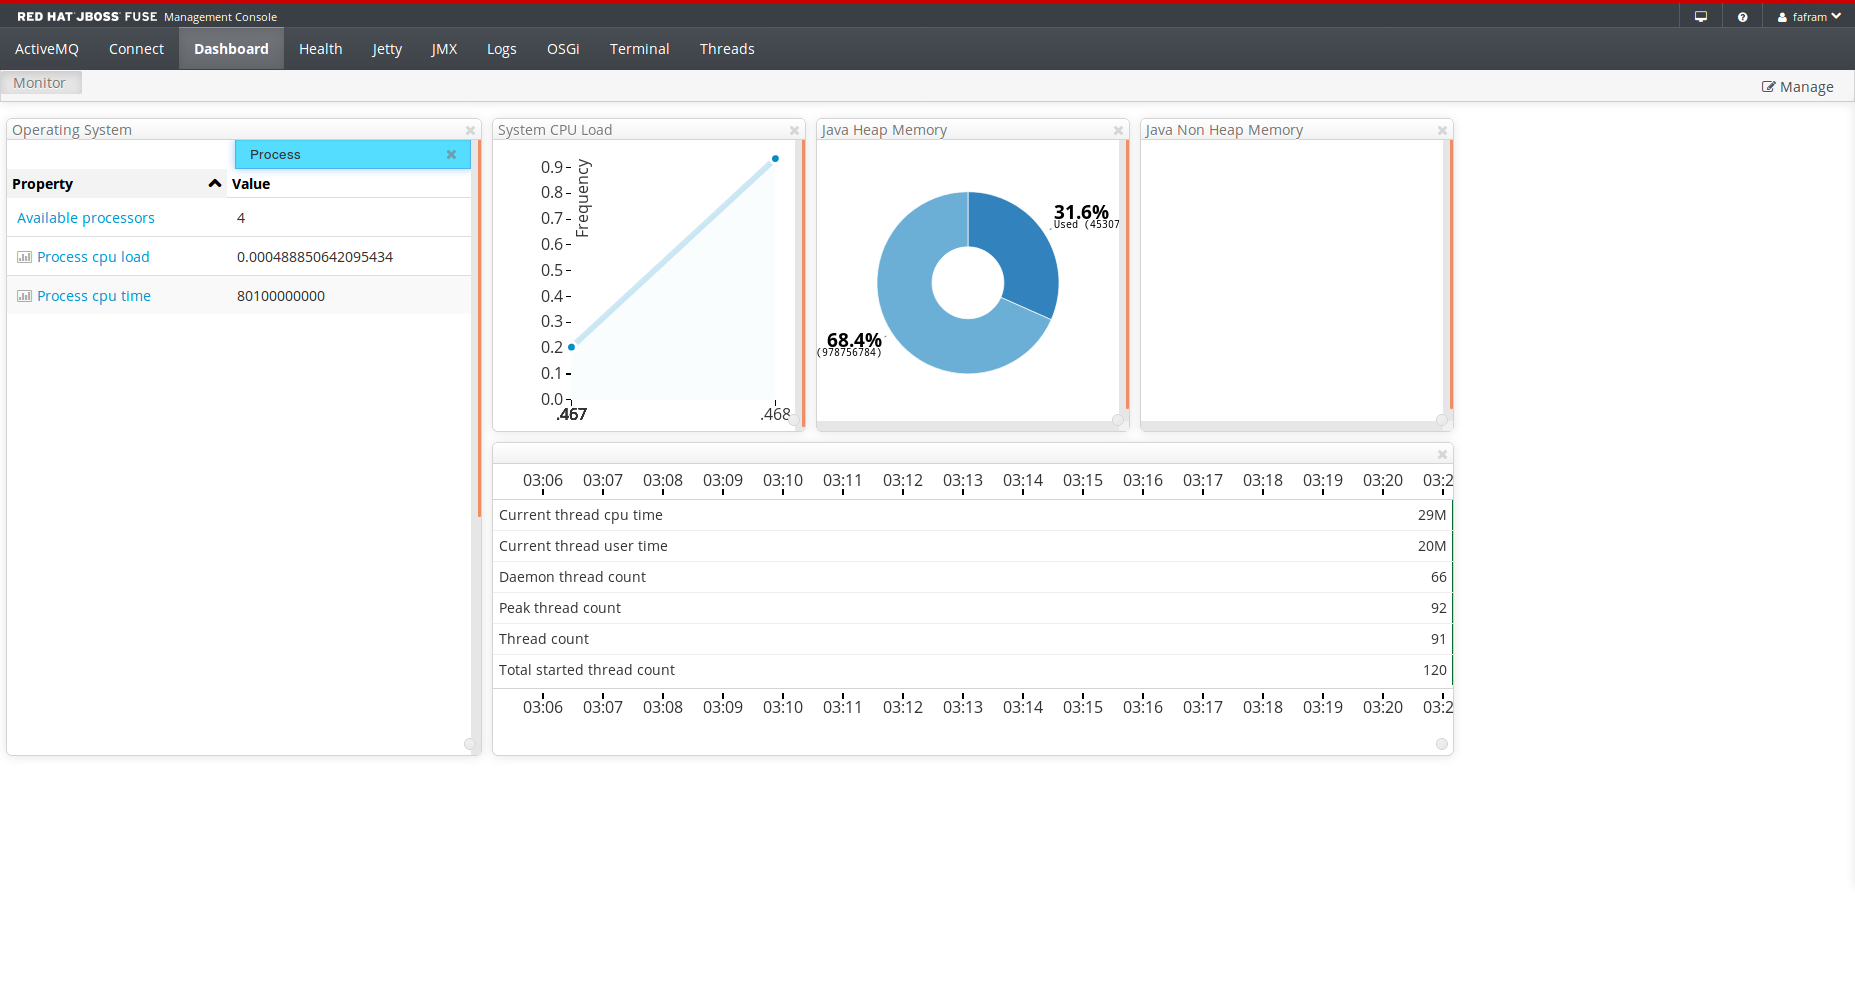 RED HAT JBOSS FUSE Management Console
fafram
ActiveMQ Connect Dashboard Health Jetty JMX Logs OSGi Terminal Threads
Monitor
Manage
Operating System
Process
Property Value
Available processors 4
Process cpu load 0.000488850642095434
Process cpu time 80100000000
System CPU Load
Frequency
0.9
0.8
0.7
0.6
0.5
0.4
0.3
0.2
0.1
0.0
.467 .468
Java Heap Memory
31.6%
Used (45307
68.4%
(978756784)
Java Non Heap Memory
03:06 03:07 03:08 03:09 03:10 03:11 03:12 03:13 03:14 03:15 03:16 03:17 03:18 03:19 03:20 03:2
Current thread cpu time 29M
Current thread user time 20M
Daemon thread count 66
Peak thread count 92
Thread count 91
Total started thread count 120
03:06 03:07 03:08 03:09 03:10 03:11 03:12 03:13 03:14 03:15 03:16 03:17 03:18 03:19 03:20 03:2